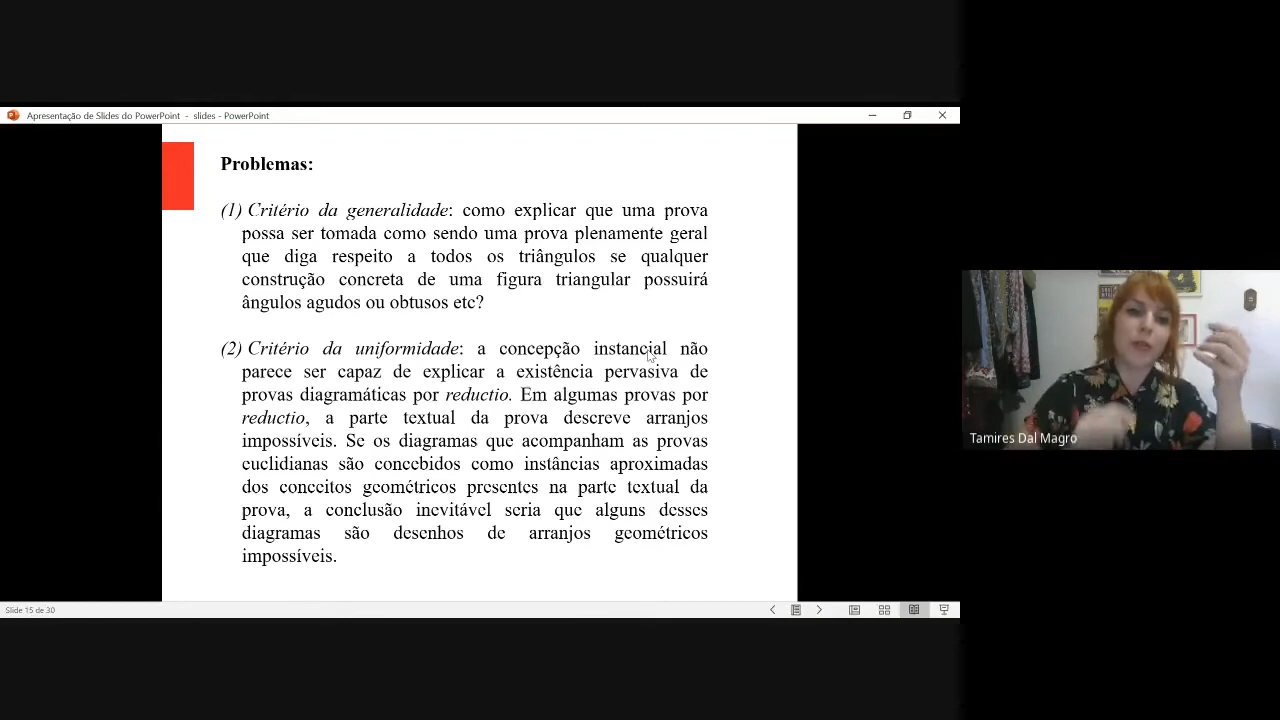 Apresentação de Slides do PowerPoint - slides - PowerPoint
Problemas:
(1) Critério da generalidade: como explicar que uma prova
possa ser tomada como sendo uma prova plenamente geral
que diga respeito a todos os triângulos se qualquer
construção concreta de uma figura triangular possuirá
ângulos agudos ou obtusos etc?
(2) Critério da uniformidade: a concepção instancial não
parece ser capaz de explicar a existência pervasiva de
provas diagramáticas por reductio. Em algumas provas por
reductio, a parte textual da prova descreve arranjos
impossíveis. Se os diagramas que acompanham as provas
euclidianas são concebidos como instâncias aproximadas
dos conceitos geométricos presentes na parte textual da
prova, a conclusão inevitável seria que alguns desses
diagramas são desenhos de arranjos geométricos
impossíveis.
Tamires Dal Magro
Slide 15 de 30